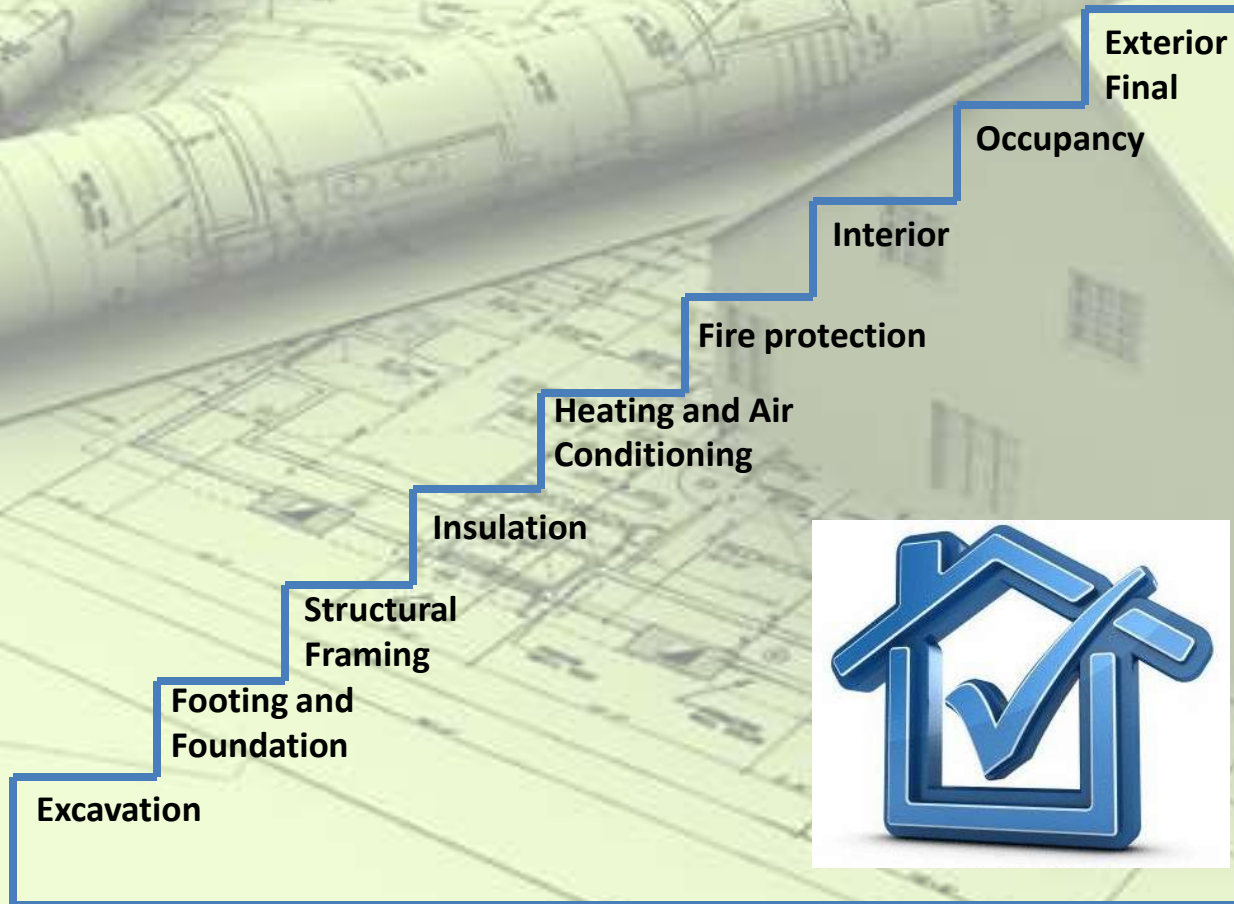 Exterior
Final
Occupancy
Interior
Fire protection
Heating and Air
Conditioning
Insulation
Structural
Framing
Footing and
Foundation
Excavation